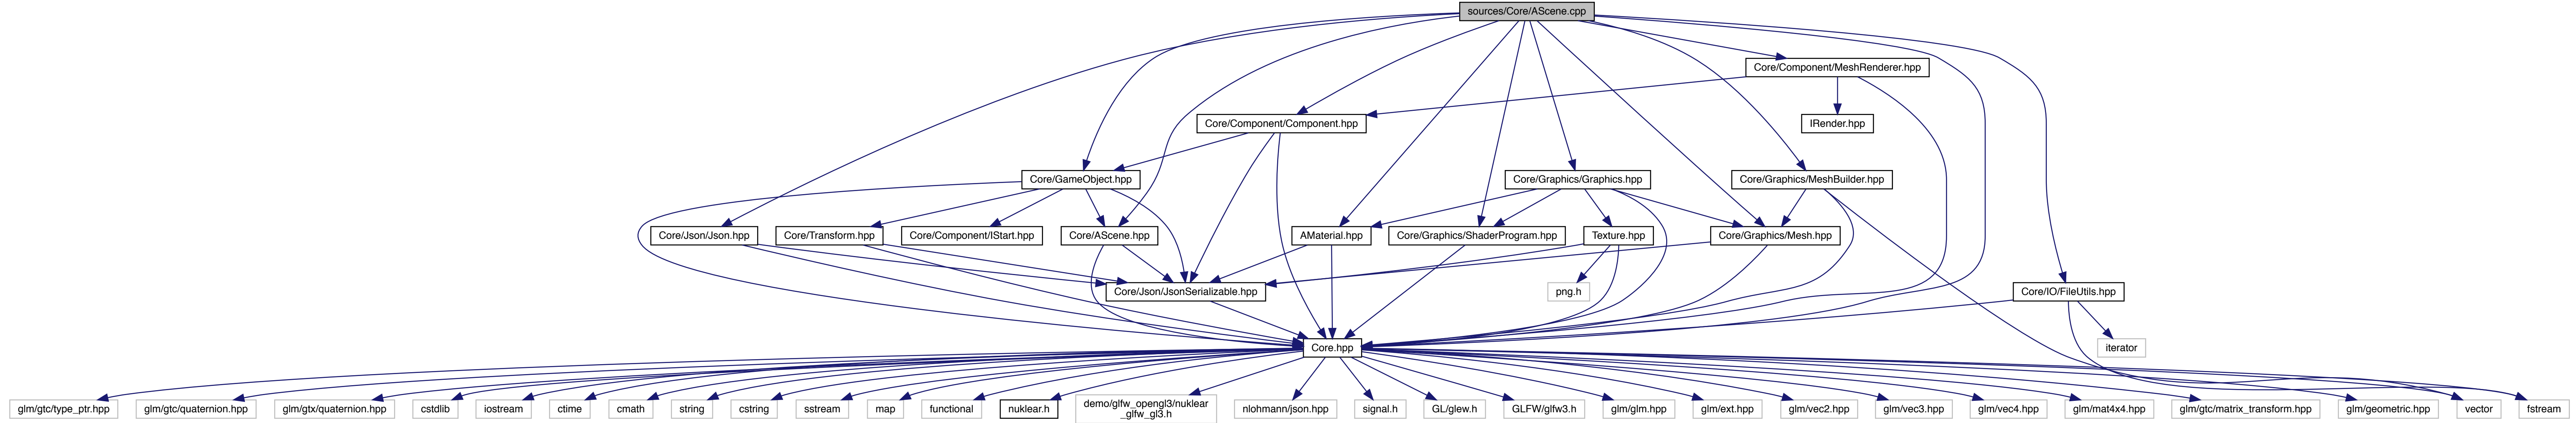 sources/Core/AScene.cpp
Core/Component/MeshRenderer.hpp
Core/Component/Component.hpp
IRender.hpp
Core/GameObject.hpp
Core/Graphics/Graphics.hpp
Core/Graphics/MeshBuilder.hpp
Core/Json/Json.hpp
Core/Transform.hpp
Core/Component/IStart.hpp
Core/AScene.hpp
AMaterial.hpp
Core/Graphics/ShaderProgram.hpp
Texture.hpp
Core/Graphics/Mesh.hpp
Core/Json/JsonSerializable.hpp
png.h
Core/IO/FileUtils.hpp
Core.hpp
iterator
glm/gtc/type_ptr.hpp
glm/gtc/quaternion.hpp
glm/gtx/quaternion.hpp
cstdlib
iostream
ctime
cmath
string
cstring
sstream
map
functional
nuklear.h
demo/glfw_opengl3/nuklear
_glfw_gl3.h
nlohmann/json.hpp
signal.h
GL/glew.h
GLFW/glfw3.h
glm/glm.hpp
glm/ext.hpp
glm/vec2.hpp
glm/vec3.hpp
glm/vec4.hpp
glm/mat4x4.hpp
glm/gtc/matrix_transform.hpp
glm/geometric.hpp
vector
fstream